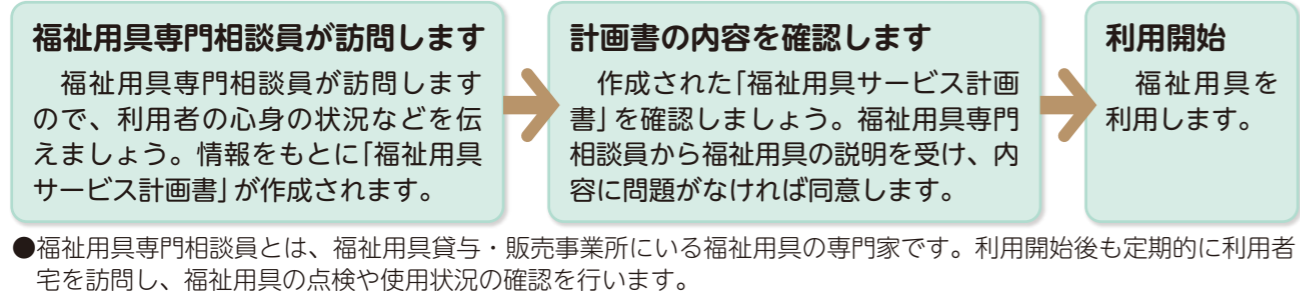 福祉用具専門相談員が訪問します
福祉用具専門相談員が訪問します
ので、利用者の心身の状況などを伝
えましょう。情報をもとに「福祉用具
サービス計画書」が作成されます。
計画書の内容を確認します
作成された「福祉用具サービス計画
書」を確認しましょう。福祉用具専門
相談員から福祉用具の説明を受け、内
容に問題がなければ同意します。
利用開始
福祉用具を
利用します。
●福祉用具専門相談員とは、福祉用具貸与・販売事業所にいる福祉用具の専門家です。利用開始後も定期的に利用者
宅を訪問し、福祉用具の点検や使用状況の確認を行います。